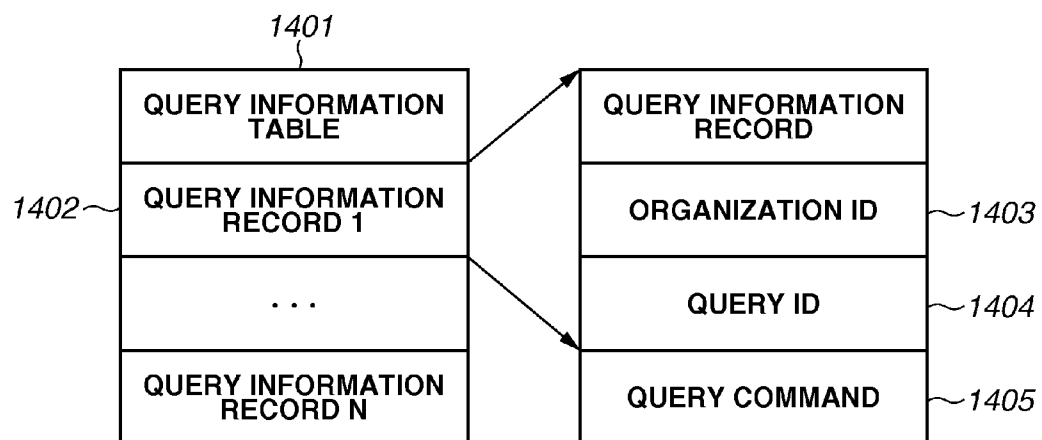 1401
QUERY INFORMATION
TABLE
1402
QUERY INFORMATION
RECORD 1
...
QUERY INFORMATION
RECORD N
QUERY INFORMATION
RECORD
ORGANIZATION ID
1403
QUERY ID
1404
QUERY COMMAND
1405